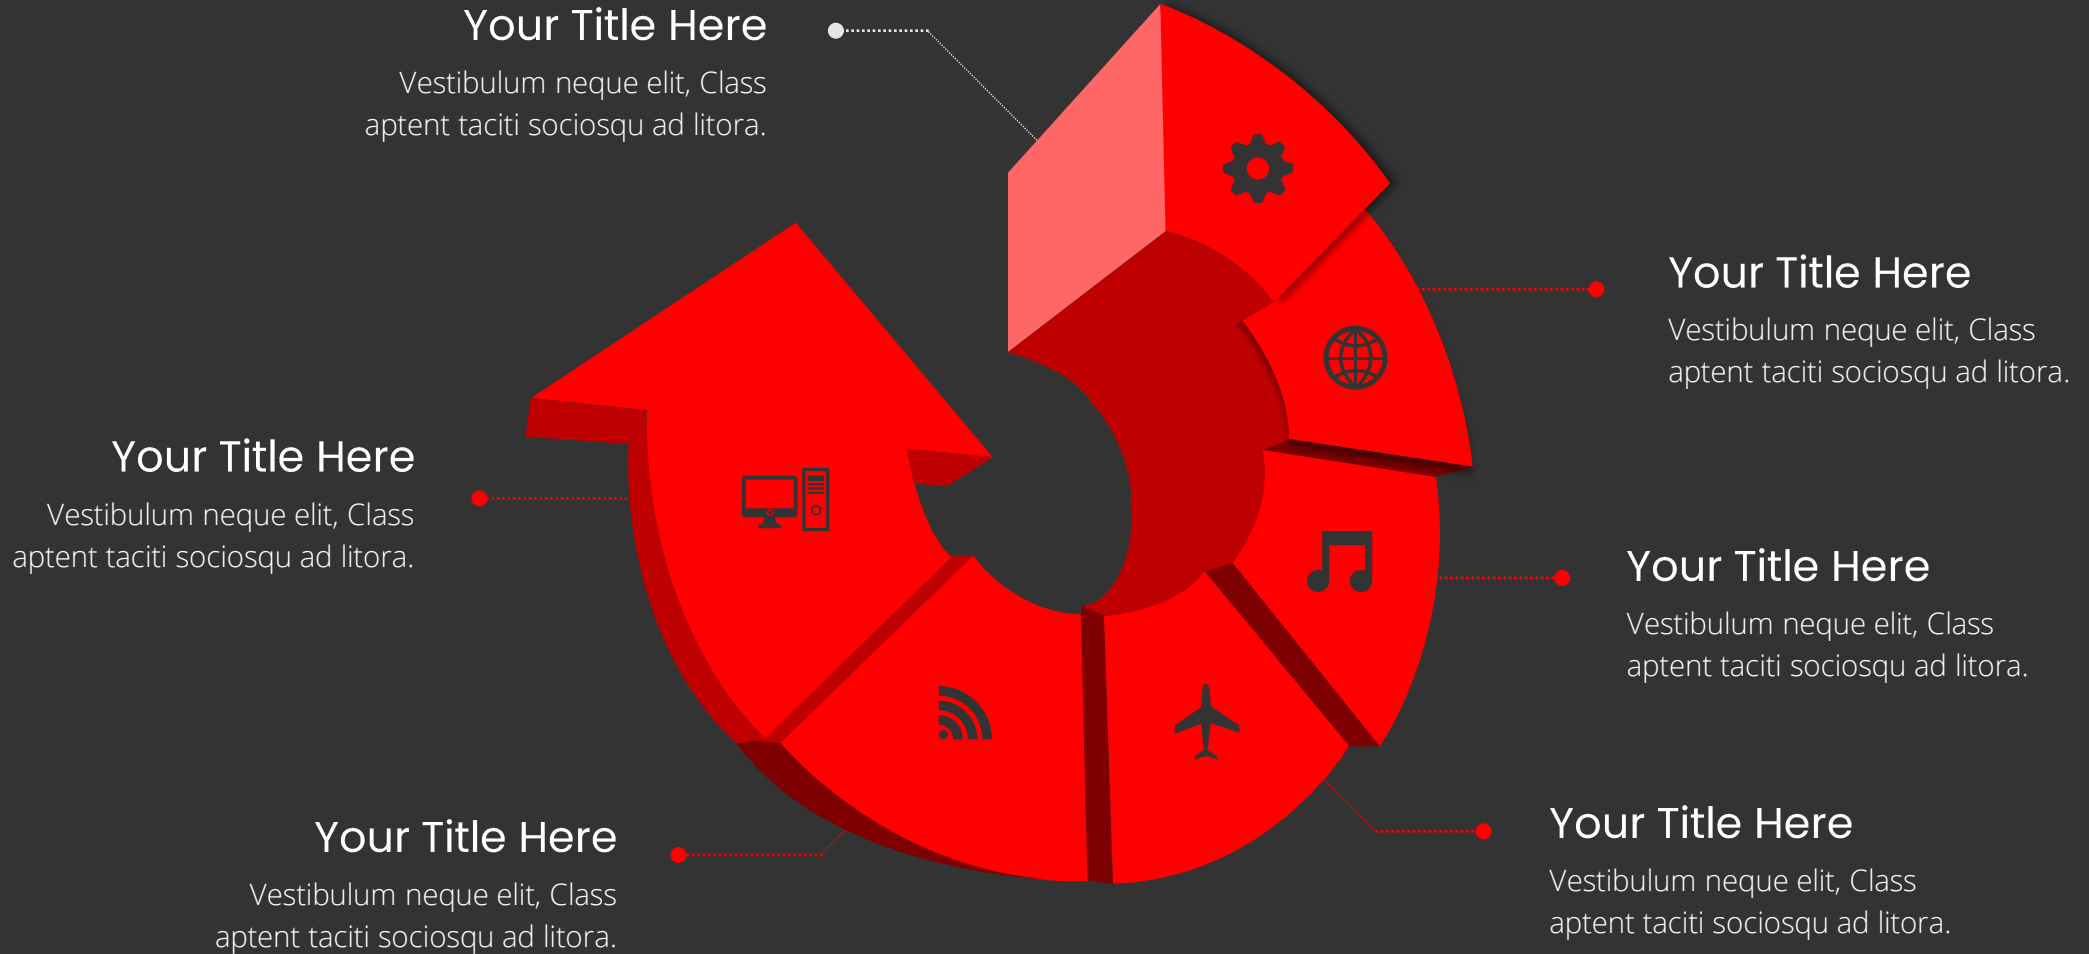 Your Title Here
Vestibulum neque elit, Class
aptent taciti sociosqu ad litora.
Your Title Here
Vestibulum neque elit, Class
aptent taciti sociosqu ad litora.
Your Title Here
Vestibulum neque elit, Class
aptent taciti sociosqu ad litora.
Your Title Here
Vestibulum neque elit, Class
aptent taciti sociosqu ad litora.
Your Title Here
Vestibulum neque elit, Class
aptent taciti sociosqu ad litora.
Your Title Here
Vestibulum neque elit, Class
aptent taciti sociosqu ad litora.